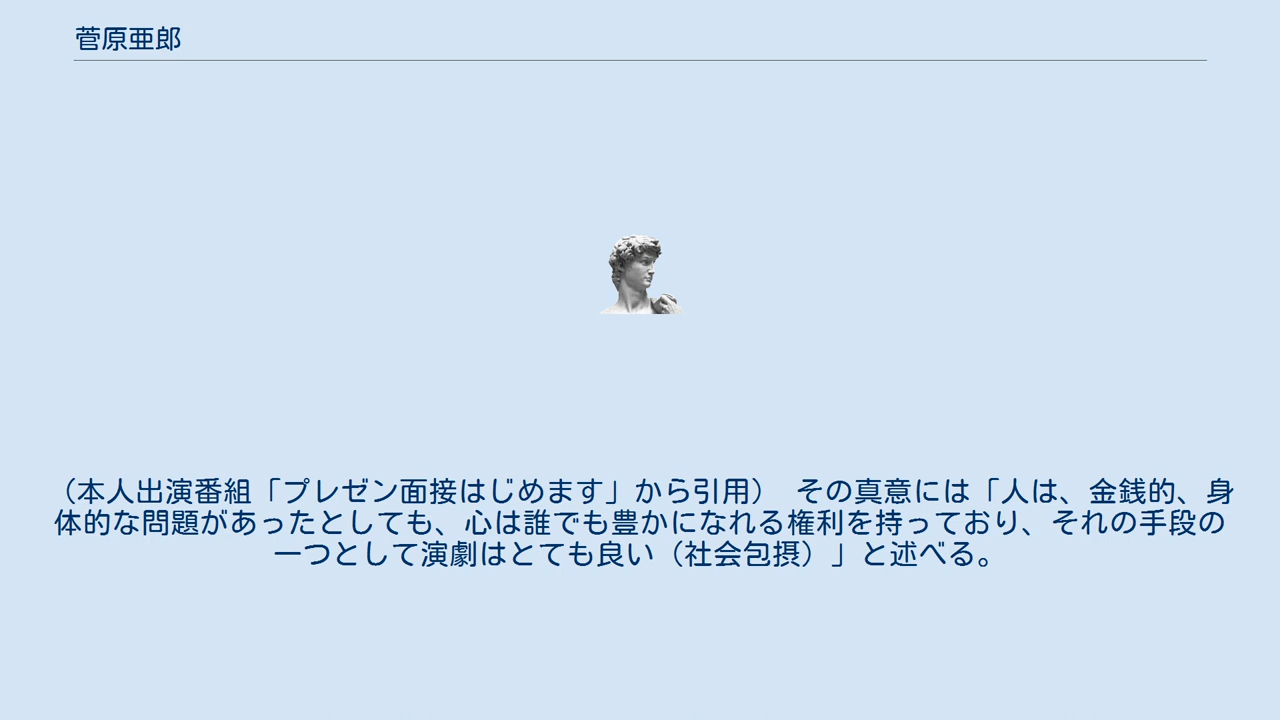 菅原亜郎
（本人出演番組「プレゼン面接はじめます」から引用）　その真意には「人は、金銭的、身
体的な問題があったとしても、心は誰でも豊かになれる権利を持っており、それの手段の
一つとして演劇はとても良い（社会包摂）」と述べる。